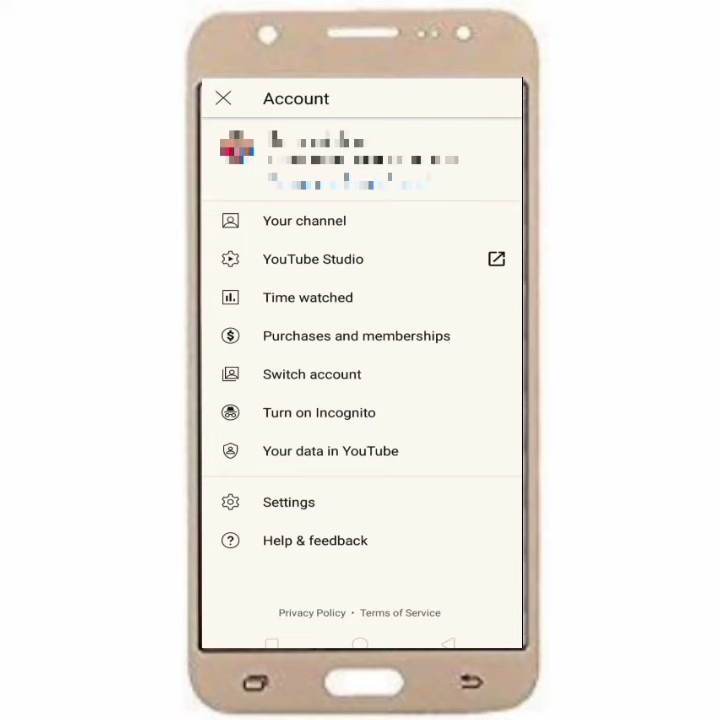 Account
Your channel
YouTube Studio
Time watched
Purchases and memberships
Switch account
Turn on Incognito
Your data in YouTube
Settings
Help & feedback
Privacy Policy • Terms of Service